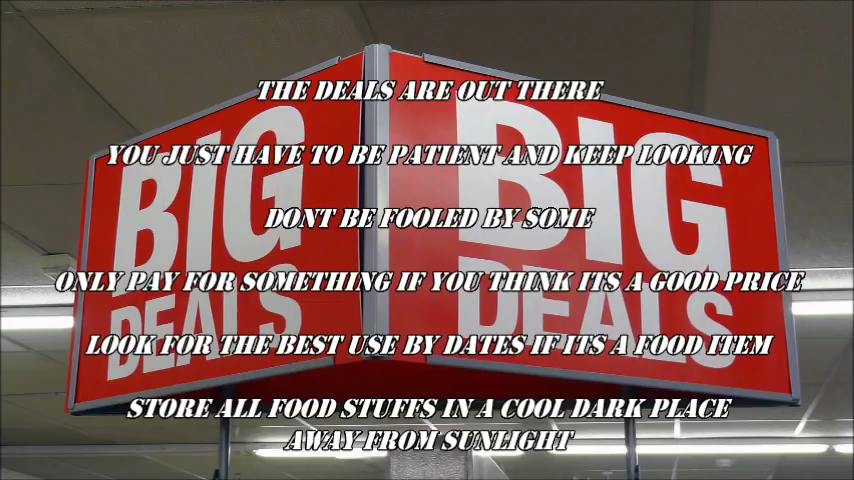 THE DEALS ARE OUT THERE
YOU JUST HAVE TO BE PATIENT AND KEEP LOOKING
DONT BE FOOLED BY SOME
ONLY PAY FOR SOMETHING IF YOU THINK ITS A GOOD PRICE
LOOK FOR THE BEST USE BY DATES IF ITS A FOOD ITEM
STORE ALL FOOD STUFFS IN A COOL DARK PLACE
AWAY FROM SUNLIGHT
BIG
DEALS
BIG
DEALS